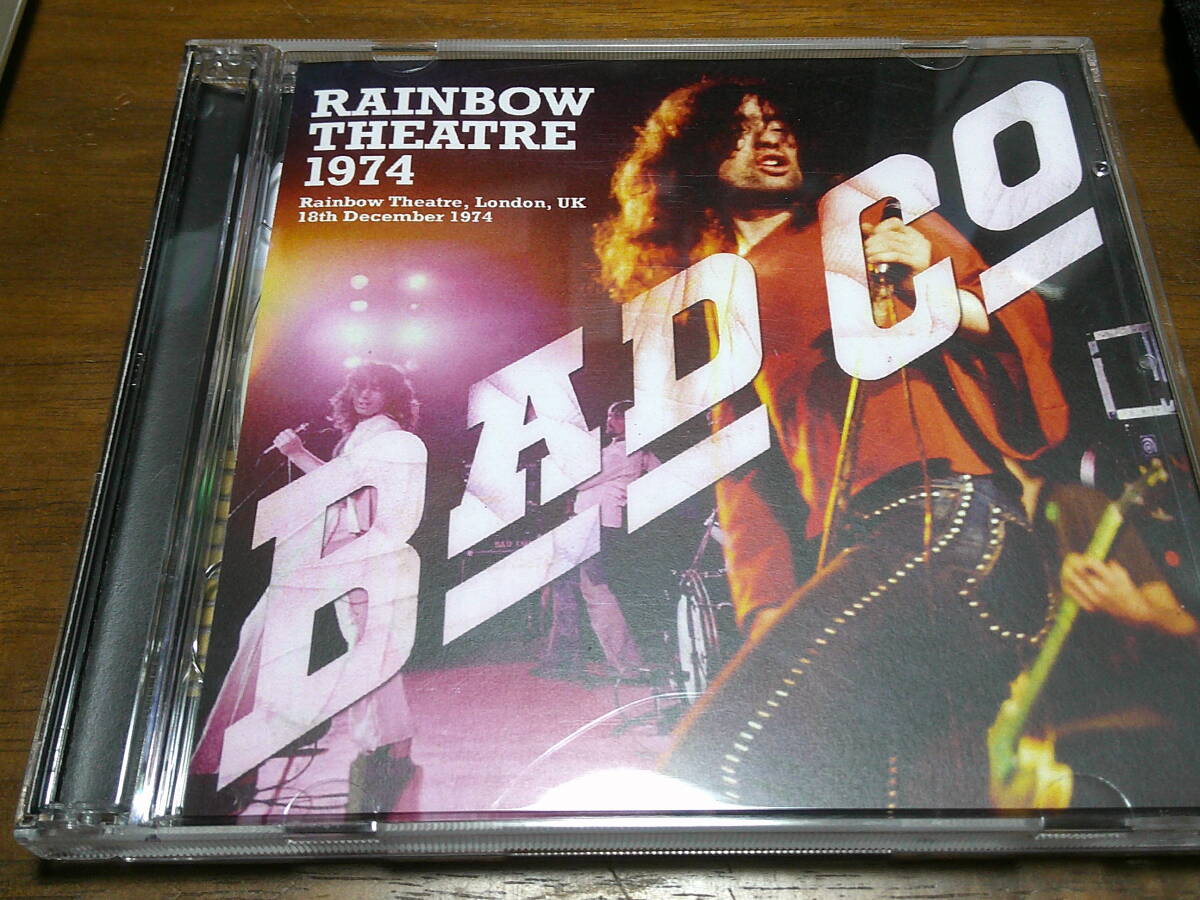 RAINBOW
THEATRE
1974
Rainbow Theatre, London, UK
18th December 1974
BAD Co